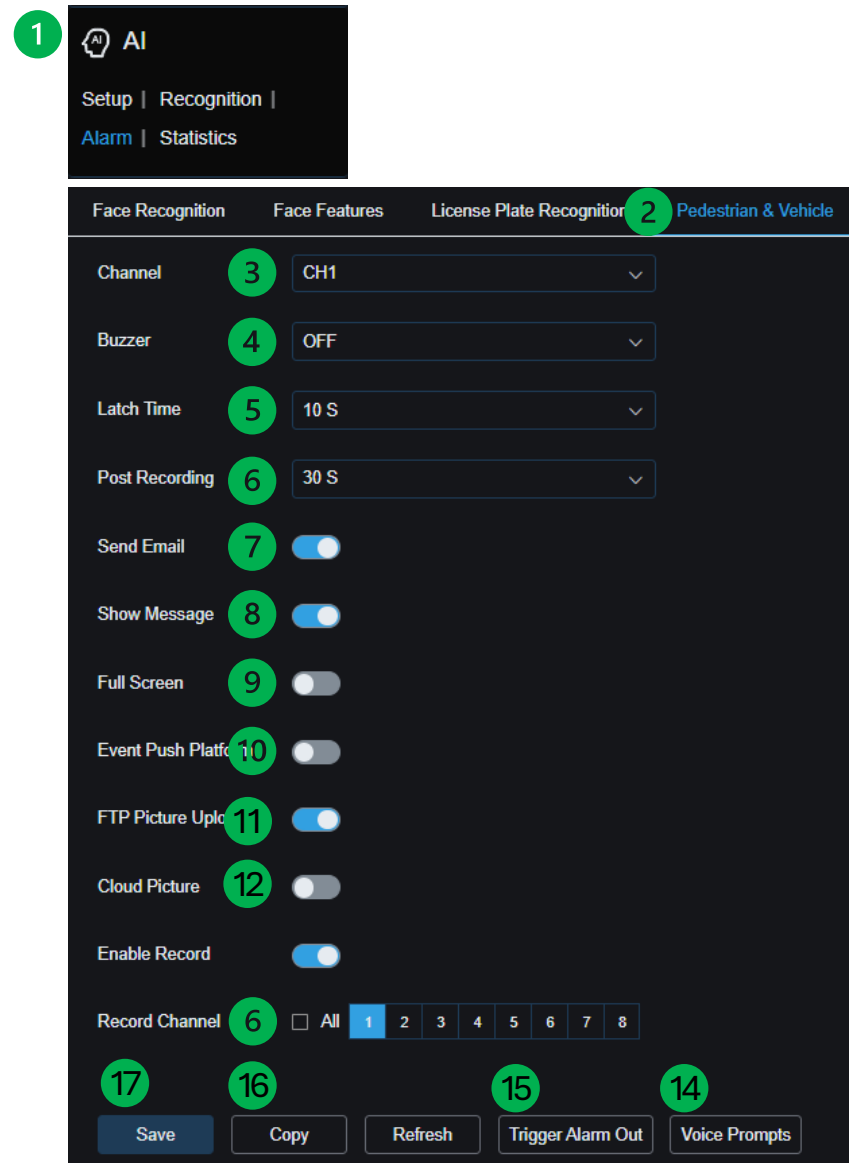 1
AI
AI
Setup | Recognition |
Alarm | Statistics
Face Recognition Face Features License Plate Recognition 2 Pedestrian & Vehicle
Channel 3 CH1
Buzzer 4 OFF
Latch Time 5 10 S
Post Recording 6 30 S
Send Email 7
Show Message 8
Full Screen 9
Event Push Platform 10
FTP Picture Uplo 11
Cloud Picture 12
Enable Record
Record Channel 6 All 1 2 3 4 5 6 7 8
17 16 15 14
Save Copy Refresh Trigger Alarm Out Voice Prompts